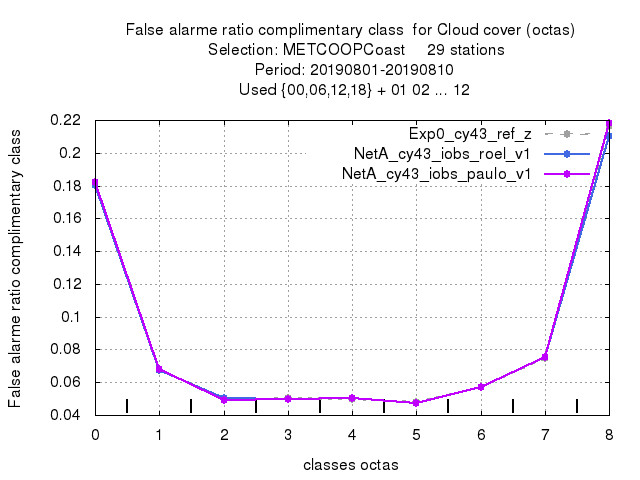 False alarme ratio complimentary class  for Cloud cover (octas)
Selection: METCOOPCoast     29 stations
Period: 20190801-20190810
Used {00,06,12,18} + 01 02 ... 12
Exp0_cy43_ref_z
NetA_cy43_iobs_roel_v1
NetA_cy43_iobs_paulo_v1
False alarme ratio complimentary class
0.22
0.2
0.18
0.16
0.14
0.12
0.1
0.08
0.06
0.04
0 1 2 3 4 5 6 7 8
classes octas